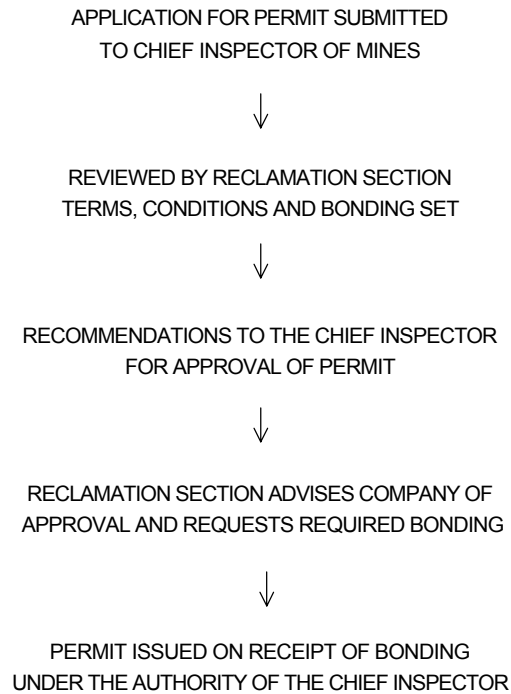 APPLICATION FOR PERMIT SUBMITTED
TO CHIEF INSPECTOR OF MINES
REVIEWED BY RECLAMATION SECTION
TERMS, CONDITIONS AND BONDING SET
RECOMMENDATIONS TO THE CHIEF INSPECTOR
FOR APPROVAL OF PERMIT
RECLAMATION SECTION ADVISES COMPANY OF
APPROVAL AND REQUESTS REQUIRED BONDING
PERMIT ISSUED ON RECEIPT OF BONDING
UNDER THE AUTHORITY OF THE CHIEF INSPECTOR